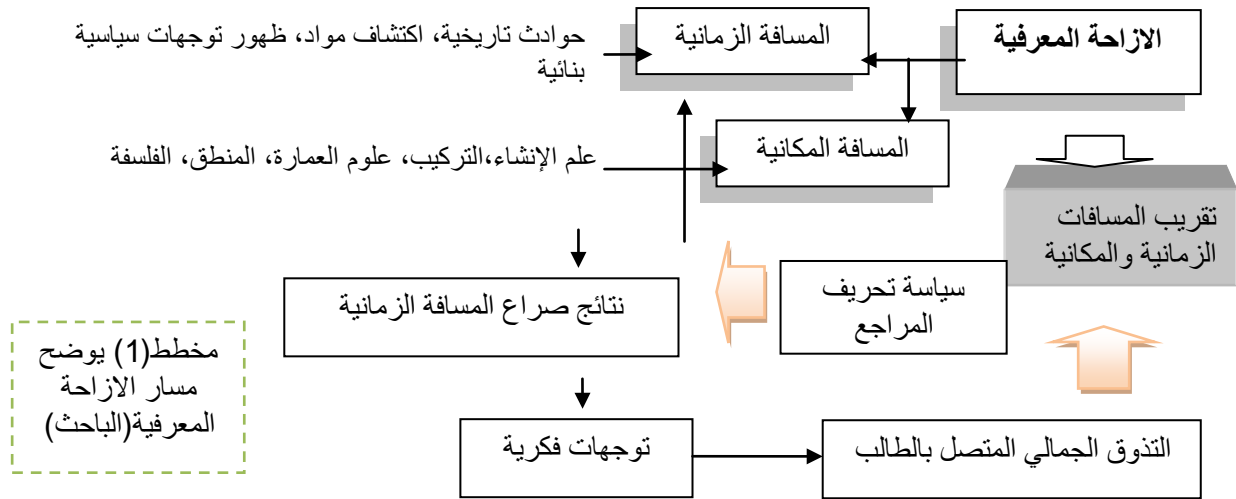 الازاحة المعرفية
المسافة الزمانية
حوادث تاريخية، اكتشاف مواد، ظهور توجهات سياسية
بنائية
المسافة المكانية
علم الإنشاء،التركيب، علوم العمارة، المنطق، الفلسفة
تقريب المسافات
الزمانية والمكانية
سياسة تحريف
المراجع
نتائج صراع المسافة الزمانية
مخطط(1) يوضح
مسار الازاحة
المعرفية(الباحث)
توجهات فكرية
التذوق الجمالي المتصل بالطالب